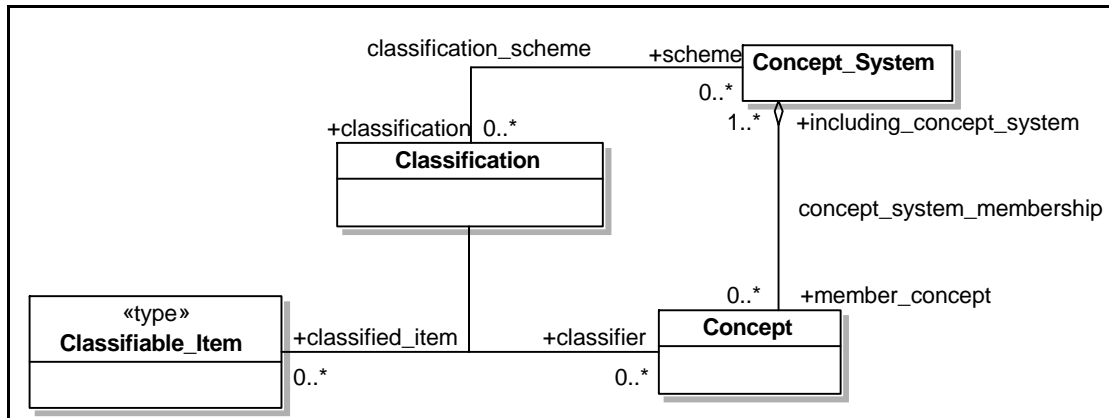 classification_scheme
+scheme
Concept_System
0..*
1..*
+including_concept_system
+classification
0..*
Classification
concept_system_membership
0..*
+member_concept
«type»
Classifiable_Item
+classified_item
0..*
+classifier
0..*
Concept